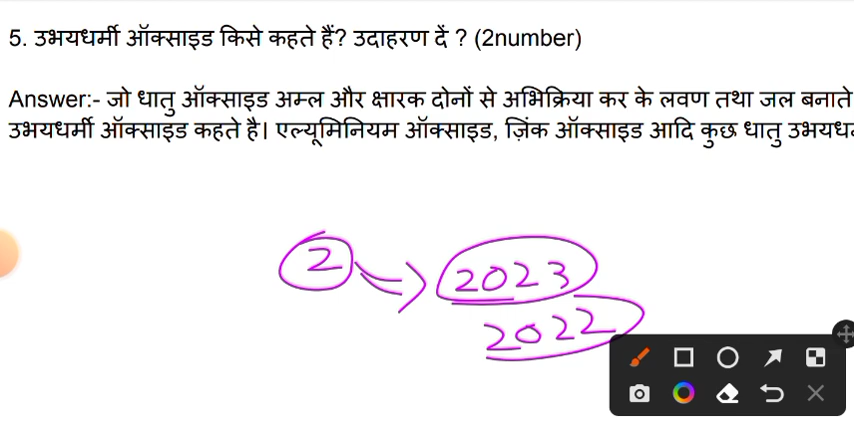 5. उभयधर्मी ऑक्साइड किसे कहते हैं? उदाहरण दें ? (2number)
Answer:- जो धातु ऑक्साइड अम्ल और क्षारक दोनों से अभिक्रिया कर के लवण तथा जल बनाते
उभयधर्मी ऑक्साइड कहते है। एल्यूमिनियम ऑक्साइड, ज़िंक ऑक्साइड आदि कुछ धातु
2 2023
2022